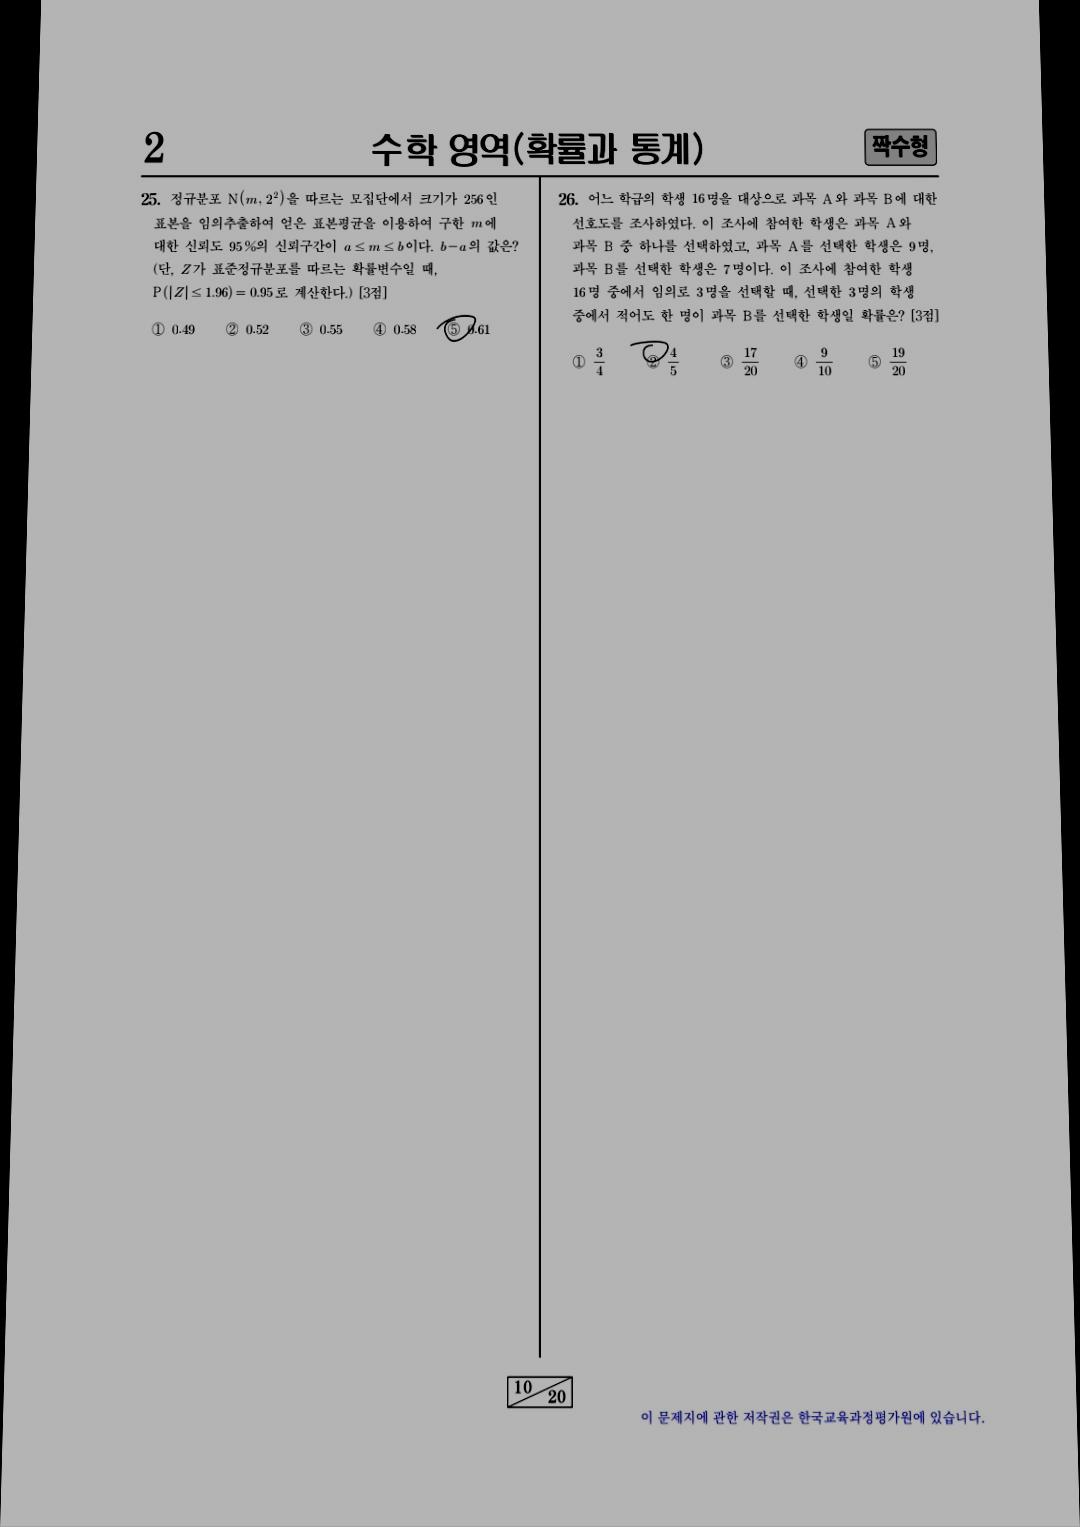 2
수학 영역(확률과 통계)
짝수형
25. 정규분포 N(m, 2²)을 따르는 모집단에서 크기가 256인
표본을 임의추출하여 얻은 표본평균을 이용하여 구한 m에
대한 신뢰도 95%의 신뢰구간이 a≤m≤b이다. b−a의 값은?
(단, Z가 표준정규분포를 따르는 확률변수일 때,
P(|Z|≤1.96)=0.95로 계산한다.) [3점]
① 0.49 ② 0.52 ③ 0.55 ④ 0.58 ⑤ 0.61
26. 어느 학급의 학생 16명을 대상으로 과목 A와 과목 B에 대한
선호도를 조사하였다. 이 조사에 참여한 학생은 과목 A와
과목 B 중 하나를 선택하였고, 과목 A를 선택한 학생은 9명,
과목 B를 선택한 학생은 7명이다. 이 조사에 참여한 학생
16명 중에서 임의로 3명을 선택할 때, 선택한 3명의 학생
중에서 적어도 한 명이 과목 B를 선택한 학생일 확률은? [3점]
① 3/4 ② 4/5 ③ 17/20 ④ 9/10 ⑤ 19/20
10/20
이 문제지에 관한 저작권은 한국교육과정평가원에 있습니다.